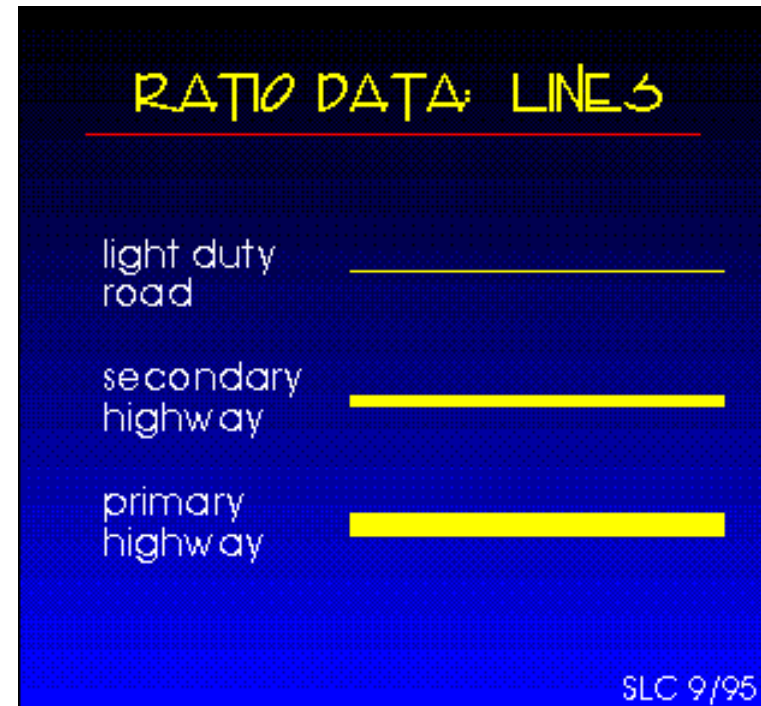 RATIO DATA: LINES
light duty
road
secondary
highway
primary
highway
SLC 9/95